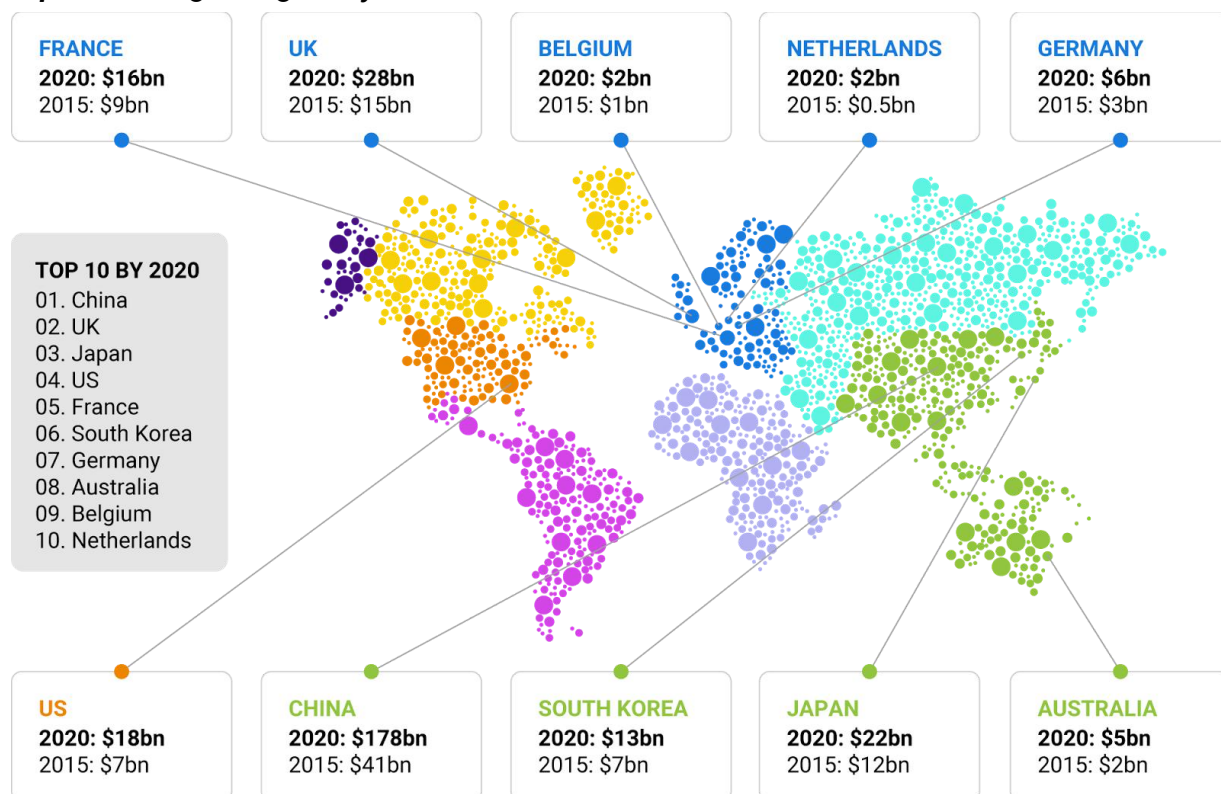 FRANCE
2020: $16bn
2015: $9bn
UK
2020: $28bn
2015: $15bn
BELGIUM
2020: $2bn
2015: $1bn
NETHERLANDS
2020: $2bn
2015: $0.5bn
GERMANY
2020: $6bn
2015: $3bn
TOP 10 BY 2020
01. China
02. UK
03. Japan
04. US
05. France
06. South Korea
07. Germany
08. Australia
09. Belgium
10. Netherlands
US
2020: $18bn
2015: $7bn
CHINA
2020: $178bn
2015: $41bn
SOUTH KOREA
2020: $13bn
2015: $7bn
JAPAN
2020: $22bn
2015: $12bn
AUSTRALIA
2020: $5bn
2015: $2bn